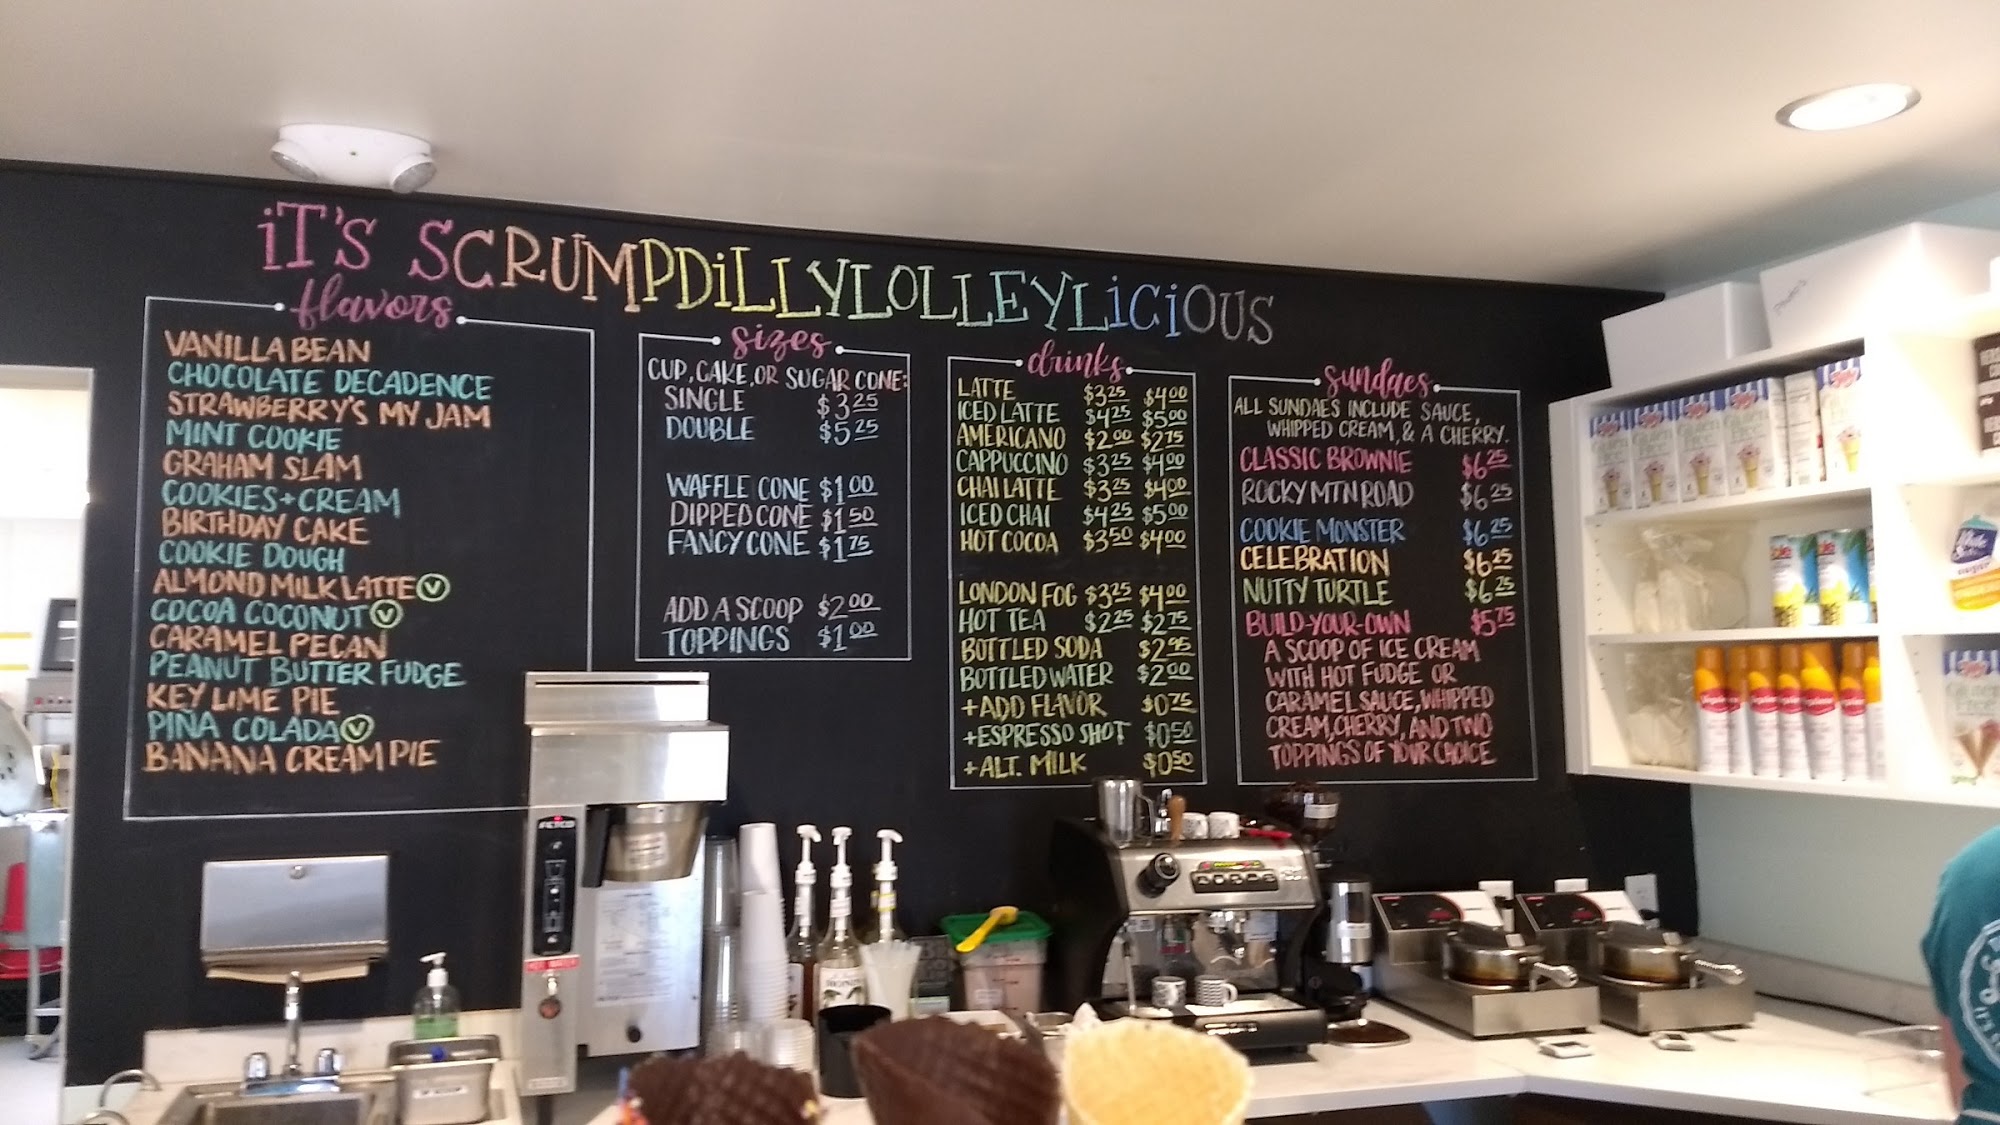 iT'S SCRUMPDiLLYLOLLEYLiCiOUS
flavors
VANILLA BEAN
CHOCOLATE DECADENCE
STRAWBERRY'S MY JAM
MINT COOKIE
GRAHAM SLAM
COOKIES + CREAM
BIRTHDAY CAKE
COOKIE DOUGH
ALMOND MILK LATTE V
COCOA COCONUT V
CARAMEL PECAN
PEANUT BUTTER FUDGE
KEY LIME PIE
PIÑA COLADA V
BANANA CREAM PIE
sizes
CUP, CAKE, OR SUGAR CONE:
SINGLE $3.25
DOUBLE $5.25
WAFFLE CONE $1.00
DIPPED CONE $1.50
FANCY CONE $1.75
ADD A SCOOP $2.00
TOPPINGS $1.00
drinks
LATTE $3.25 $4.00
ICED LATTE $4.25 $5.00
AMERICANO $2.00 $2.75
CAPPUCCINO $3.25 $4.00
CHAI LATTE $3.25 $4.00
ICED CHAI $4.25 $5.00
HOT COCOA $3.50 $4.00
LONDON FOG $3.25 $4.00
HOT TEA $2.25 $2.75
BOTTLED SODA $2.95
BOTTLED WATER $2.00
+ADD FLAVOR $0.75
+ESPRESSO SHOT $0.50
+ALT. MILK $0.50
sundaes
ALL SUNDAES INCLUDE SAUCE,
WHIPPED CREAM, & A CHERRY.
CLASSIC BROWNIE $6.25
ROCKY MTN ROAD $6.25
COOKIE MONSTER $6.25
CELEBRATION $6.25
NUTTY TURTLE $6.25
BUILD-YOUR-OWN $5.75
A SCOOP OF ICE CREAM
WITH HOT FUDGE OR
CARAMEL SAUCE, WHIPPED
CREAM, CHERRY, AND TWO
TOPPINGS OF YOUR CHOICE
FETCO
HOT WATER